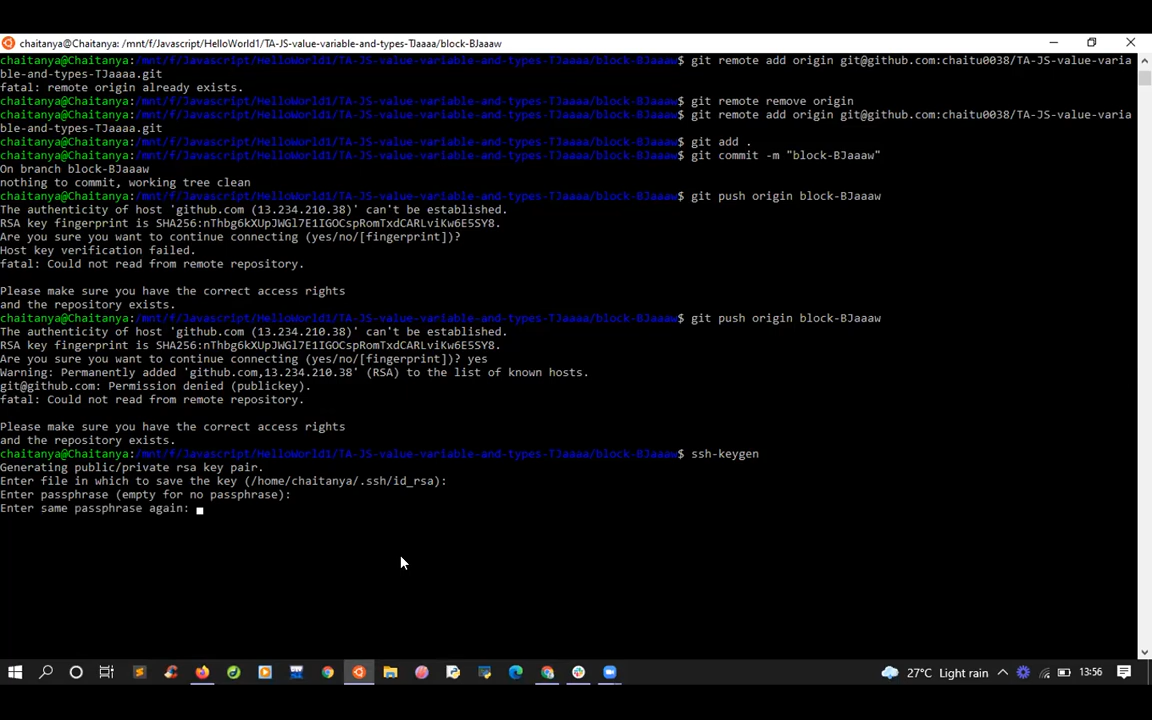 chaitanya@Chaitanya: /mnt/f/Javascript/HelloWorld1/TA-JS-value-variable-and-types-TJaaaa/block-BJaaaw
chaitanya@Chaitanya:/mnt/f/Javascript/HelloWorld1/TA-JS-value-variable-and-types-TJaaaa/block-BJaaaw$ git remote add origin git@github.com:chaitu0038/TA-JS-value-varia
ble-and-types-TJaaaa.git
fatal: remote origin already exists.
chaitanya@Chaitanya:/mnt/f/Javascript/HelloWorld1/TA-JS-value-variable-and-types-TJaaaa/block-BJaaaw$ git remote remove origin
chaitanya@Chaitanya:/mnt/f/Javascript/HelloWorld1/TA-JS-value-variable-and-types-TJaaaa/block-BJaaaw$ git remote add origin git@github.com:chaitu0038/TA-JS-value-varia
ble-and-types-TJaaaa.git
chaitanya@Chaitanya:/mnt/f/Javascript/HelloWorld1/TA-JS-value-variable-and-types-TJaaaa/block-BJaaaw$ git add .
chaitanya@Chaitanya:/mnt/f/Javascript/HelloWorld1/TA-JS-value-variable-and-types-TJaaaa/block-BJaaaw$ git commit -m "block-BJaaaw"
On branch block-BJaaaw
nothing to commit, working tree clean
chaitanya@Chaitanya:/mnt/f/Javascript/HelloWorld1/TA-JS-value-variable-and-types-TJaaaa/block-BJaaaw$ git push origin block-BJaaaw
The authenticity of host 'github.com (13.234.210.38)' can't be established.
RSA key fingerprint is SHA256:nThbg6kXUpJWGl7E1IGOCspRomTxdCARLviKw6E5SY8.
Are you sure you want to continue connecting (yes/no/[fingerprint])?
Host key verification failed.
fatal: Could not read from remote repository.
Please make sure you have the correct access rights
and the repository exists.
chaitanya@Chaitanya:/mnt/f/Javascript/HelloWorld1/TA-JS-value-variable-and-types-TJaaaa/block-BJaaaw$ git push origin block-BJaaaw
The authenticity of host 'github.com (13.234.210.38)' can't be established.
RSA key fingerprint is SHA256:nThbg6kXUpJWGl7E1IGOCspRomTxdCARLviKw6E5SY8.
Are you sure you want to continue connecting (yes/no/[fingerprint])? yes
Warning: Permanently added 'github.com,13.234.210.38' (RSA) to the list of known hosts.
git@github.com: Permission denied (publickey).
fatal: Could not read from remote repository.
Please make sure you have the correct access rights
and the repository exists.
chaitanya@Chaitanya:/mnt/f/Javascript/HelloWorld1/TA-JS-value-variable-and-types-TJaaaa/block-BJaaaw$ ssh-keygen
Generating public/private rsa key pair.
Enter file in which to save the key (/home/chaitanya/.ssh/id_rsa):
Enter passphrase (empty for no passphrase):
Enter same passphrase again:
27°C Light rain 13:56